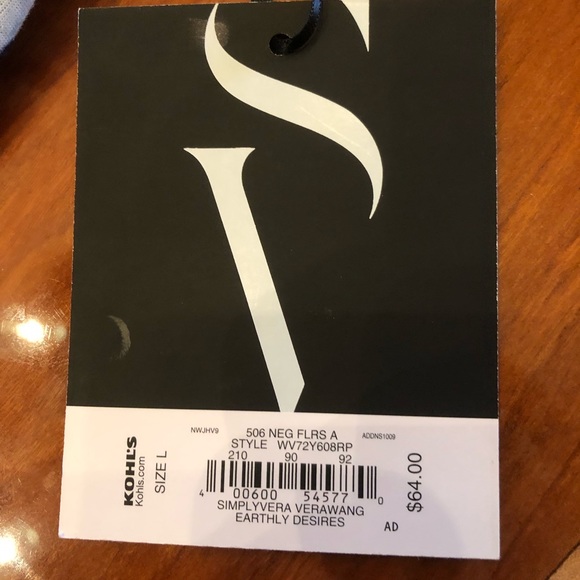 S
V
NWJHV9
506 NEG FLRS A
ADDNS1009
STYLE WV72Y608RP
210 90 92
4 00600 54577 0
SIMPLYVERA VERAWANG
EARTHLY DESIRES
AD
KOHL'S
Kohls.com
SIZE L
$64.00